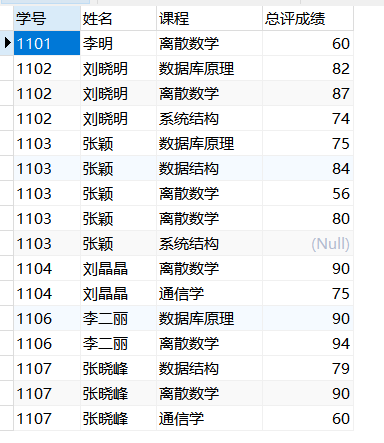 学号 姓名 课程 总评成绩
1101 李明 离散数学 60
1102 刘晓明 数据库原理 82
1102 刘晓明 离散数学 87
1102 刘晓明 系统结构 74
1103 张颖 数据库原理 75
1103 张颖 数据结构 84
1103 张颖 离散数学 56
1103 张颖 离散数学 80
1103 张颖 系统结构 (Null)
1104 刘晶晶 离散数学 90
1104 刘晶晶 通信学 75
1106 李二丽 数据库原理 90
1106 李二丽 离散数学 94
1107 张晓峰 数据结构 79
1107 张晓峰 离散数学 90
1107 张晓峰 通信学 60